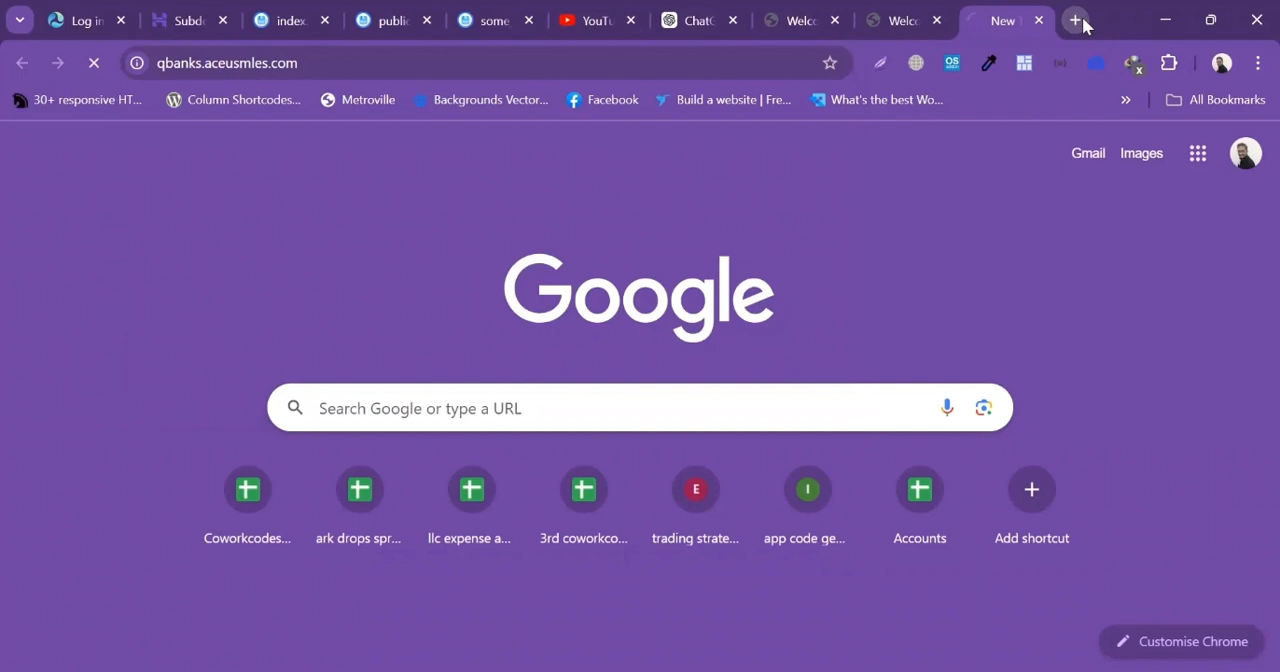 Log in
Subd
index.
public
some
YouTu
ChatG
Welco
Welco
New
qbanks.aceusmles.com
OS
x
30+ responsive HT...
Column Shortcodes...
Metroville
Backgrounds Vector...
Facebook
Build a website | Fre...
What's the best Wo...
»
All Bookmarks
Gmail
Images
Google
Search Google or type a URL
E
I
Coworkcodes...
ark drops spr...
llc expense a...
3rd coworkco...
trading strate...
app code ge...
Accounts
Add shortcut
Customise Chrome